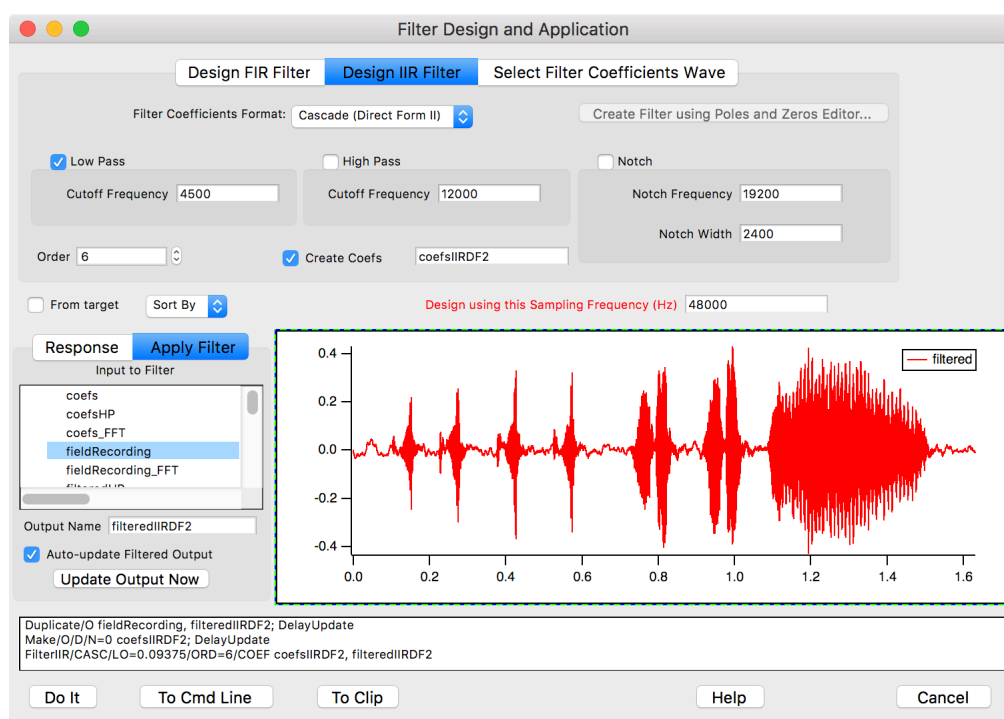 Filter Design and Application
Design FIR Filter Design IIR Filter Select Filter Coefficients Wave
Filter Coefficients Format: Cascade (Direct Form II) Create Filter using Poles and Zeros Editor...
Low Pass High Pass Notch
Cutoff Frequency 4500 Cutoff Frequency 12000 Notch Frequency 19200
Notch Width 2400
Order 6 Create Coefs coefsIIRDF2
From target Sort By Design using this Sampling Frequency (Hz) 48000
Response Apply Filter
Input to Filter
coefs
coefsHP
coefs_FFT
fieldRecording
fieldRecording_FFT
Output Name filteredIIRDF2
Auto-update Filtered Output
Update Output Now
filtered
0.4
0.2
0.0
-0.2
-0.4
0.0 0.2 0.4 0.6 0.8 1.0 1.2 1.4 1.6
Duplicate/O fieldRecording, filteredIIRDF2; DelayUpdate
Make/O/D/N=0 coefsIIRDF2; DelayUpdate
FilterIIR/CASC/LO=0.09375/ORD=6/COEF coefsIIRDF2, filteredIIRDF2
Do It To Cmd Line To Clip Help Cancel